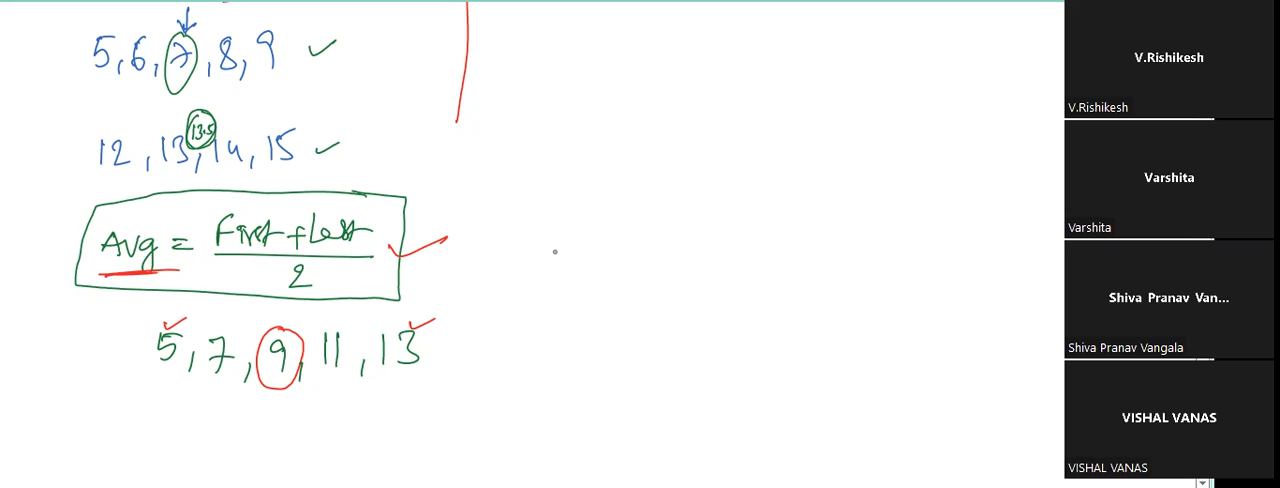 5, 6, 7, 8, 9
13.5
12, 13, 14, 15
Avg = First + Last
2
5, 7, 9, 11, 13
V.Rishikesh
V.Rishikesh
Varshita
Varshita
Shiva Pranav Van...
Shiva Pranav Vangala
VISHAL VANAS
VISHAL VANAS